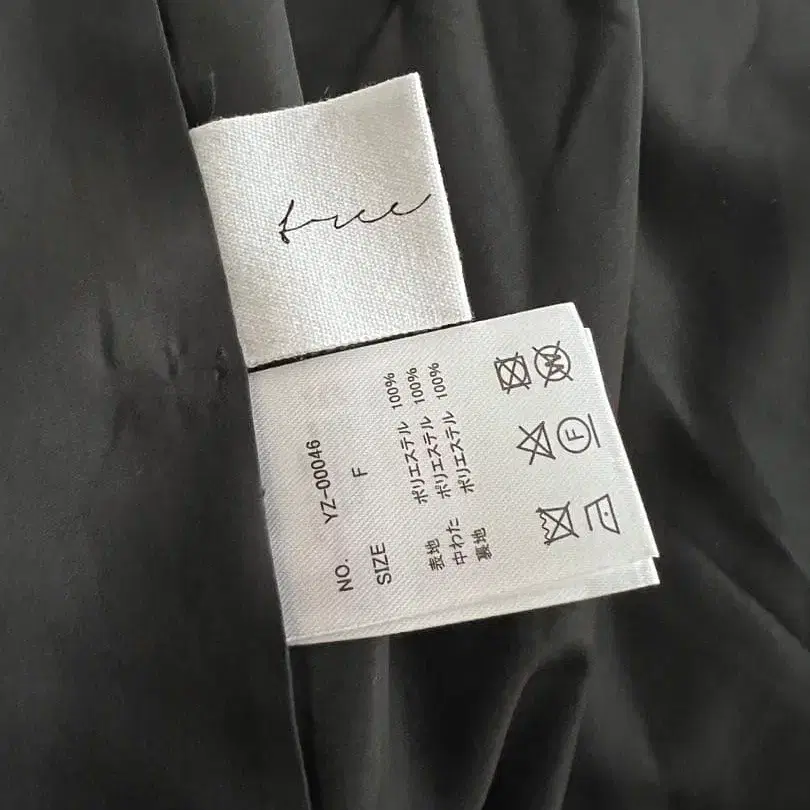 free
NO. YZ-00046
SIZE F
表地 ポリエステル 100%
中わた ポリエステル 100%
裏地 ポリエステル 100%
W
F